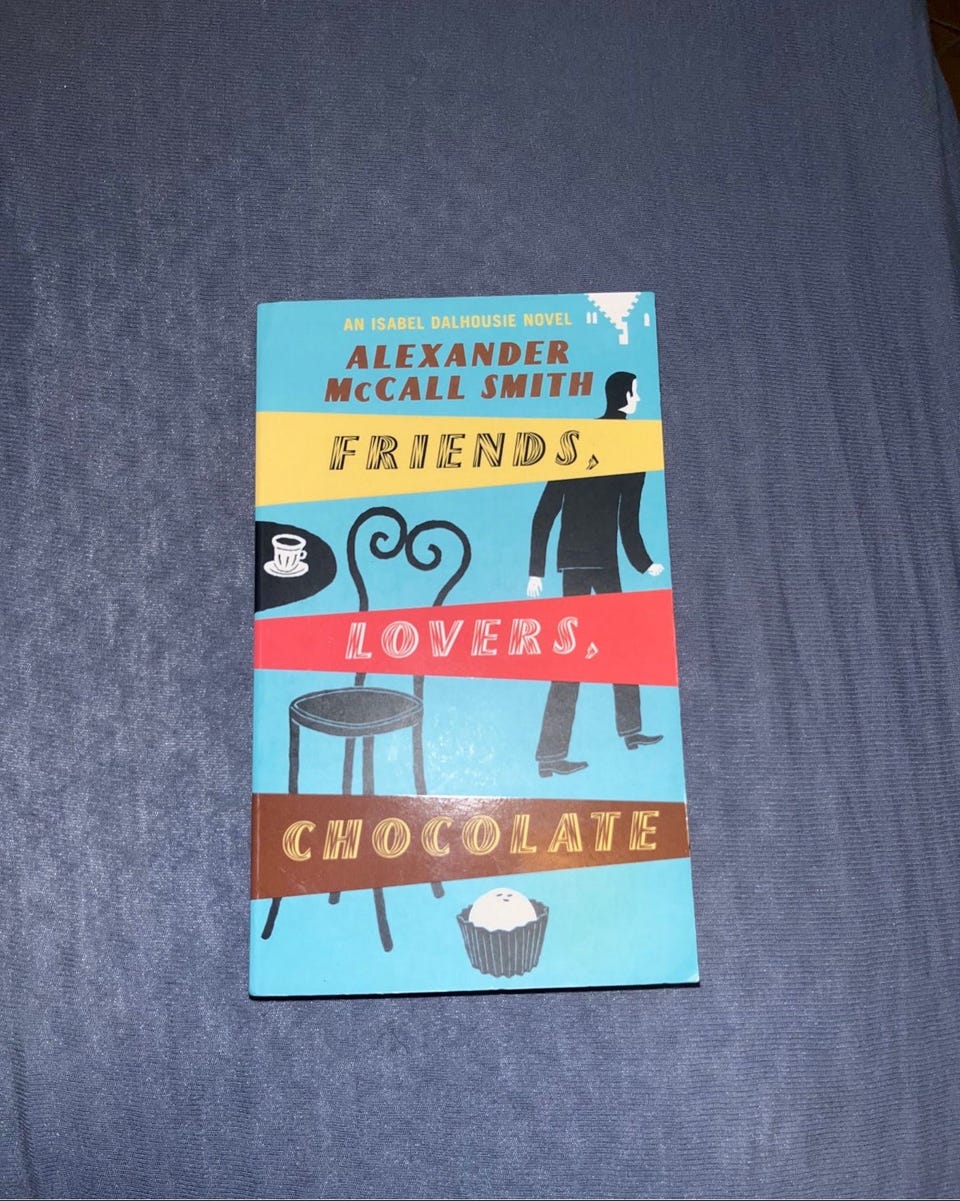 AN ISABEL DALHOUSIE NOVEL
ALEXANDER
McCALL SMITH
FRIENDS,
LOVERS,
CHOCOLATE